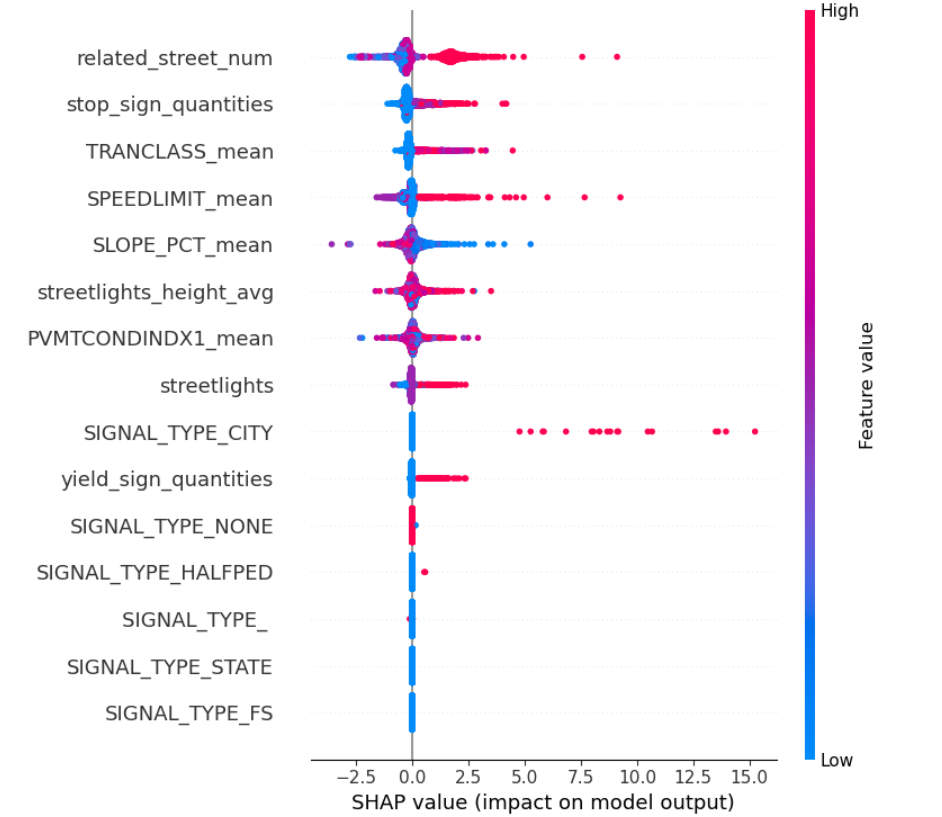 High
related_street_num
stop_sign_quantities
TRANCLASS_mean
SPEEDLIMIT_mean
SLOPE_PCT_mean
streetlights_height_avg
PVMTCONDINDX1_mean
streetlights
SIGNAL_TYPE_CITY
yield_sign_quantities
SIGNAL_TYPE_NONE
SIGNAL_TYPE_HALFPED
SIGNAL_TYPE_
SIGNAL_TYPE_STATE
SIGNAL_TYPE_FS
Feature value
Low
−2.5 0.0 2.5 5.0 7.5 10.0 12.5 15.0
SHAP value (impact on model output)